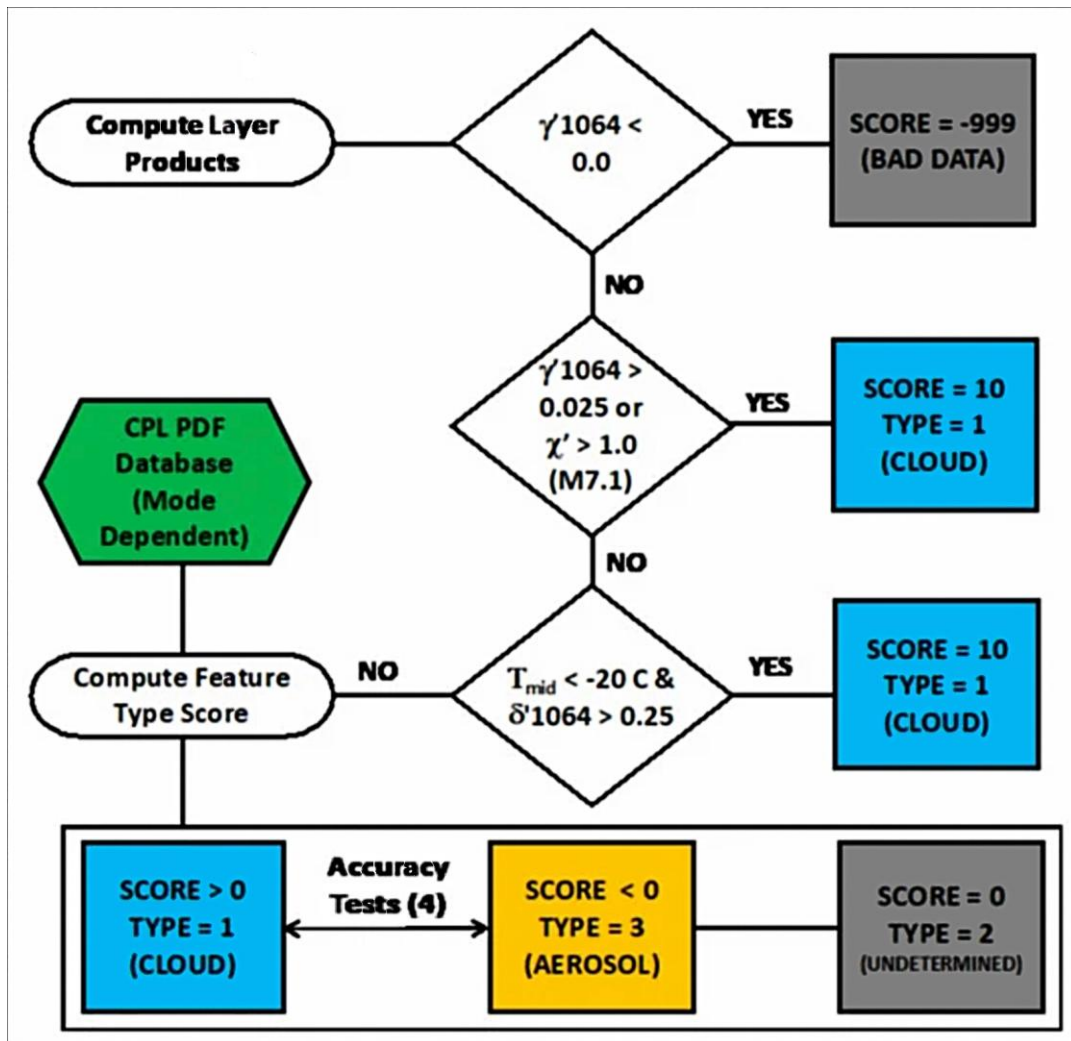 Compute Layer
Products
γ'1064 <
0.0
YES
SCORE = -999
(BAD DATA)
NO
γ'1064 >
0.025 or
χ' > 1.0
(M7.1)
YES
SCORE = 10
TYPE = 1
(CLOUD)
CPL PDF
Database
(Mode
Dependent)
NO
Compute Feature
Type Score
NO
Tmid < -20 C &
δ'1064 > 0.25
YES
SCORE = 10
TYPE = 1
(CLOUD)
SCORE > 0
TYPE = 1
(CLOUD)
Accuracy
Tests (4)
SCORE < 0
TYPE = 3
(AEROSOL)
SCORE = 0
TYPE = 2
(UNDETERMINED)